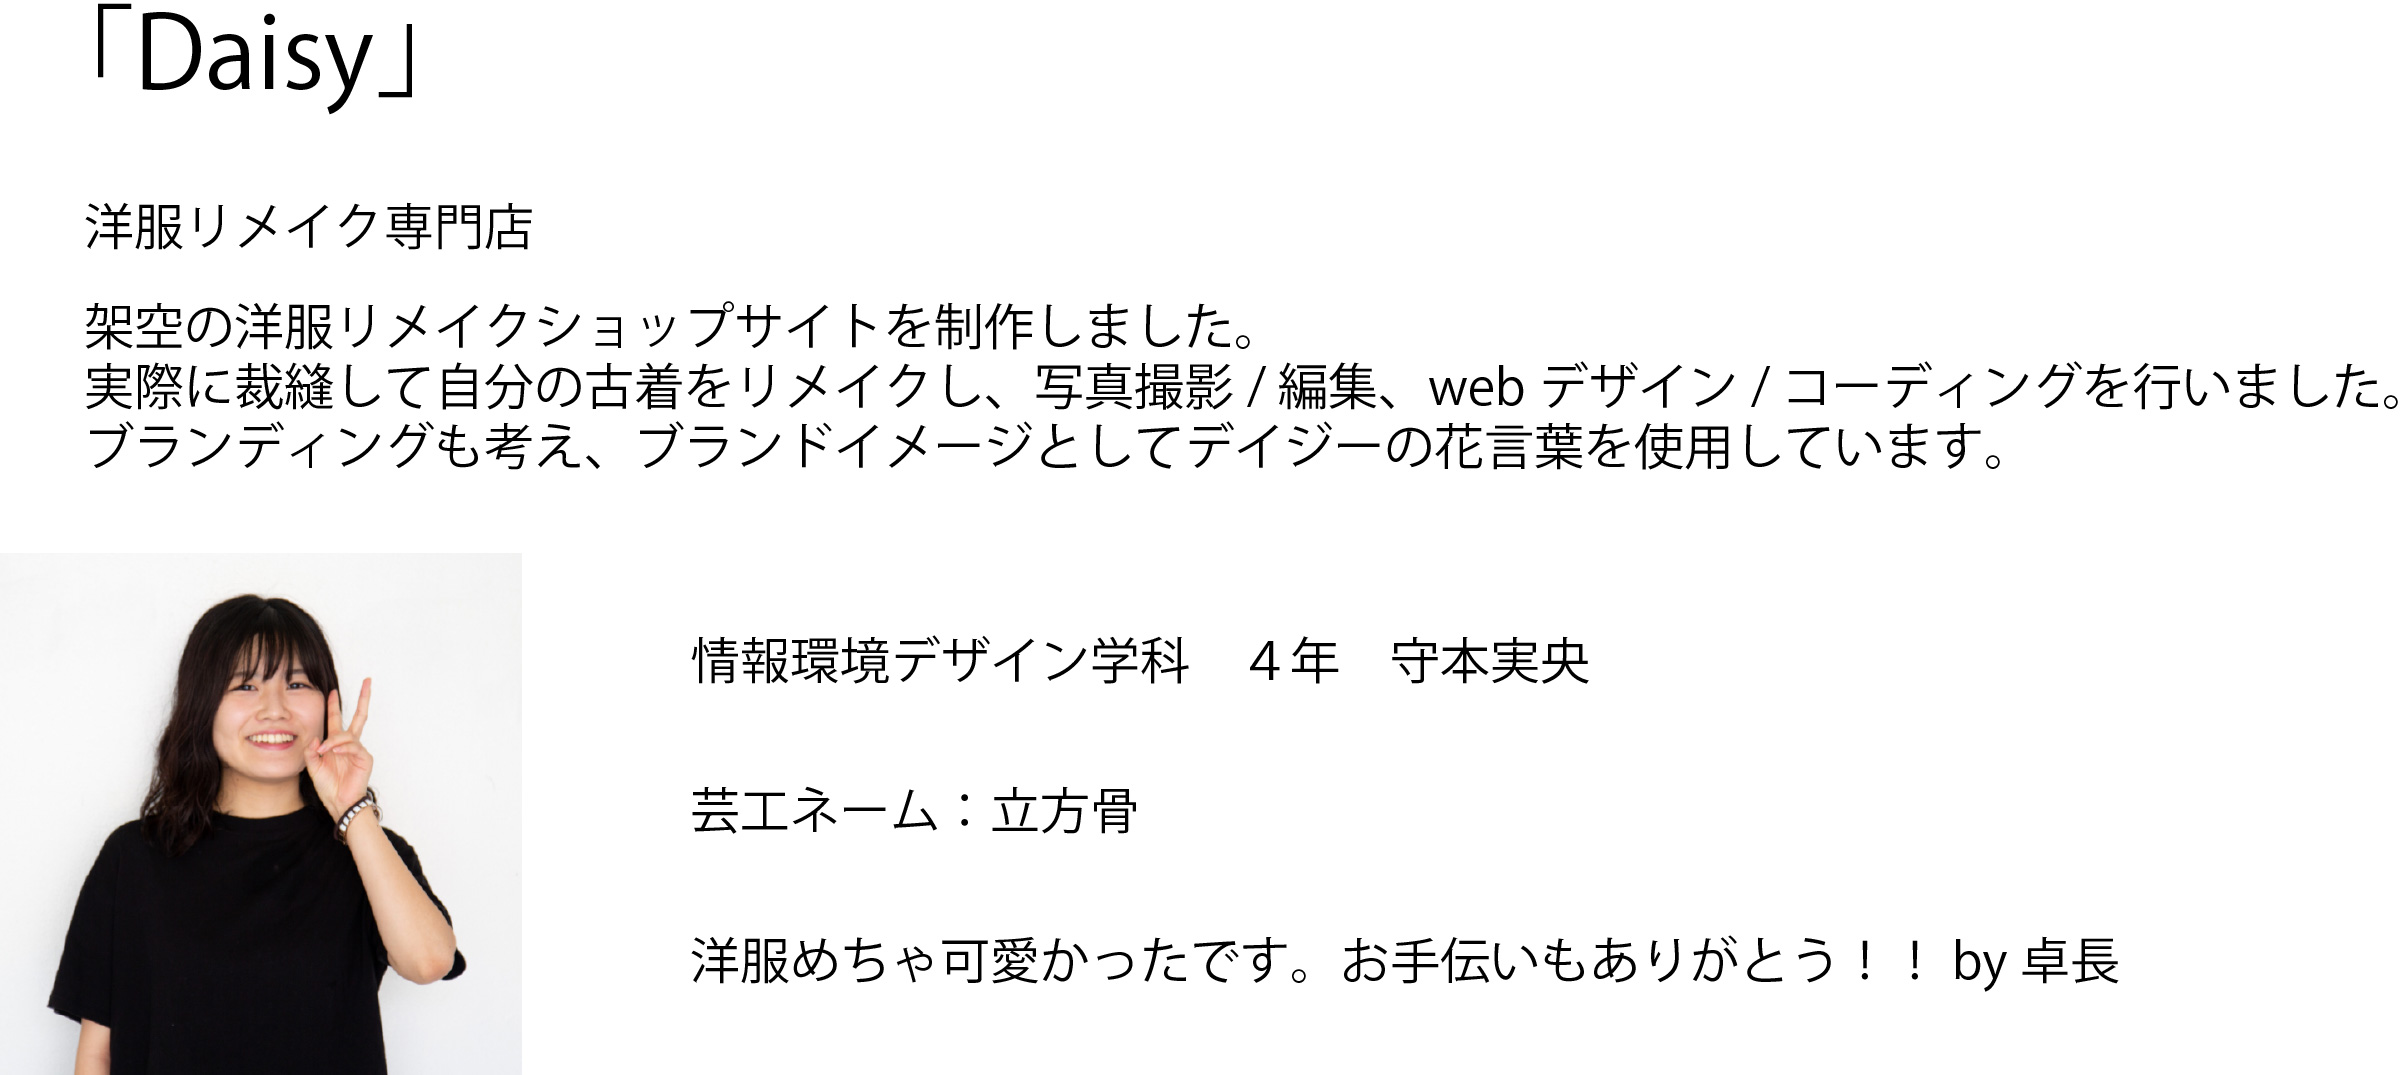 「Daisy」
洋服リメイク専門店
架空の洋服リメイクショップサイトを制作しました。
実際に裁縫して自分の古着をリメイクし、写真撮影 / 編集、web デザイン / コーディングを行いました。
ブランディングも考え、ブランドイメージとしてデイジーの花言葉を使用しています。
情報環境デザイン学科　４年　守本実央
芸工ネーム：立方骨
洋服めちゃ可愛かったです。お手伝いもありがとう！！ by 卓長